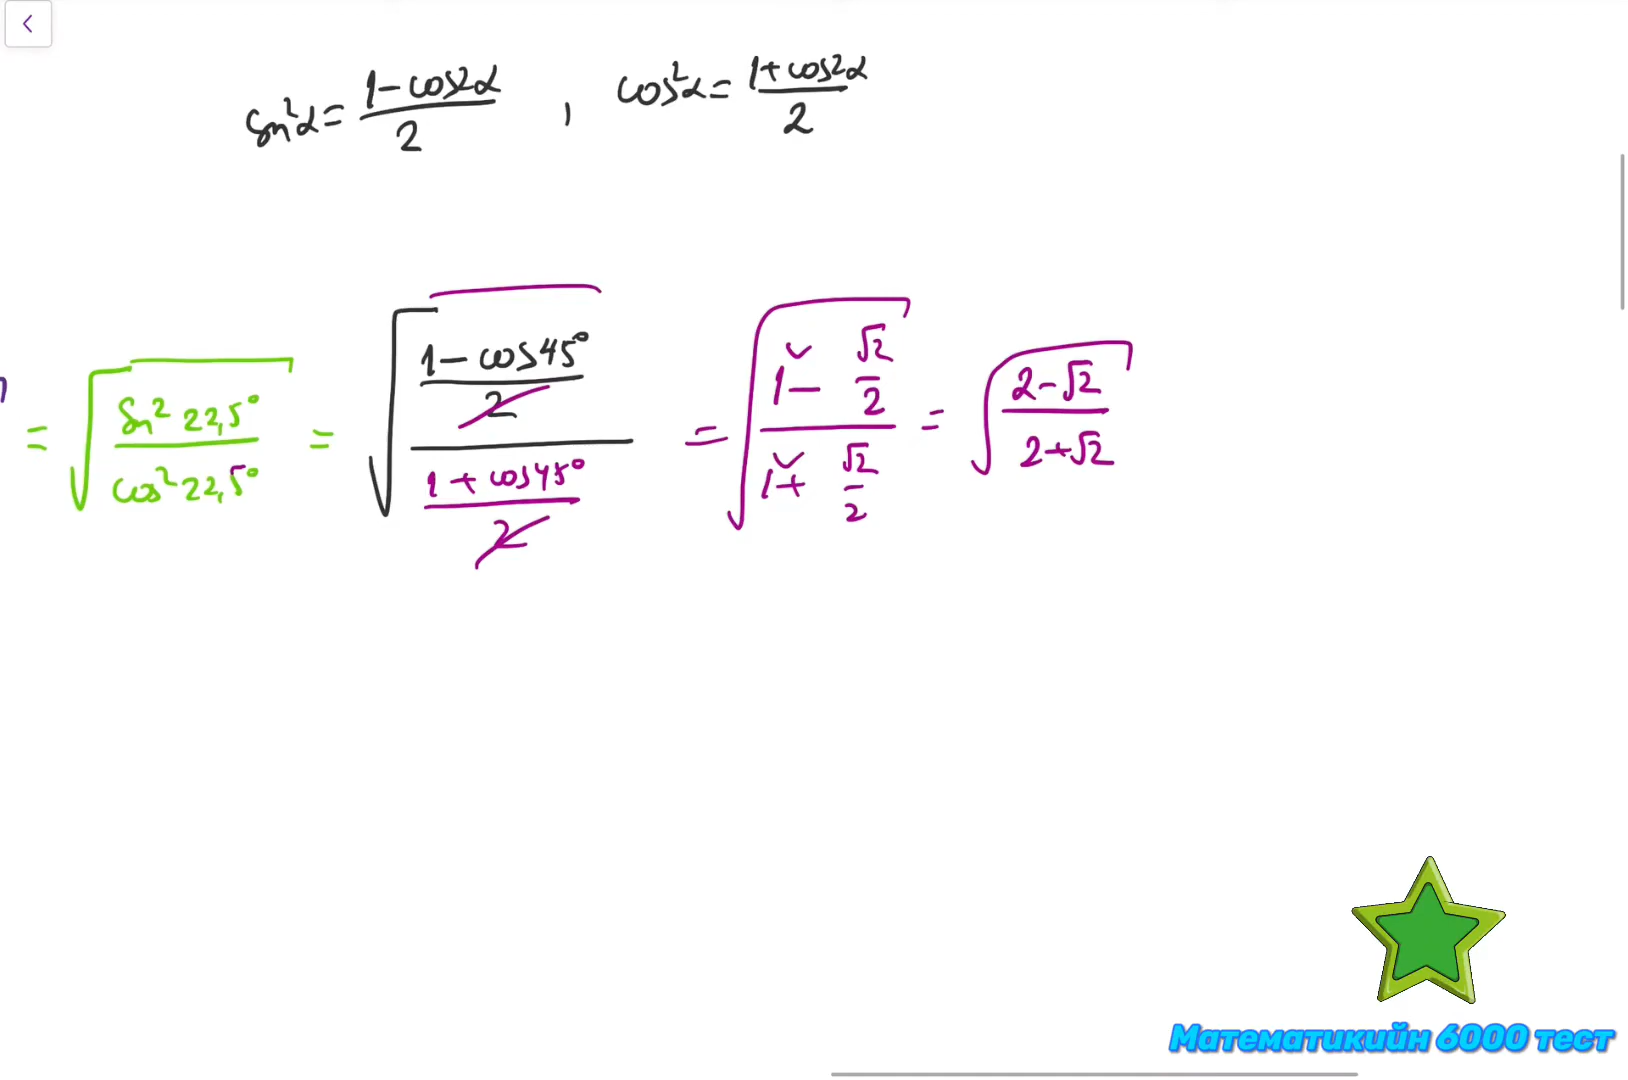 sin²α = (1 - cos2α)/2 , cos²α = (1 + cos2α)/2
= √(sin² 22,5° / cos² 22,5°) = √(((1 - cos45°)/2) / ((1 + cos45°)/2)) = √((1 - √2/2) / (1 + √2/2)) = √((2 - √2)/(2 + √2))
Математикийн 6000 тест